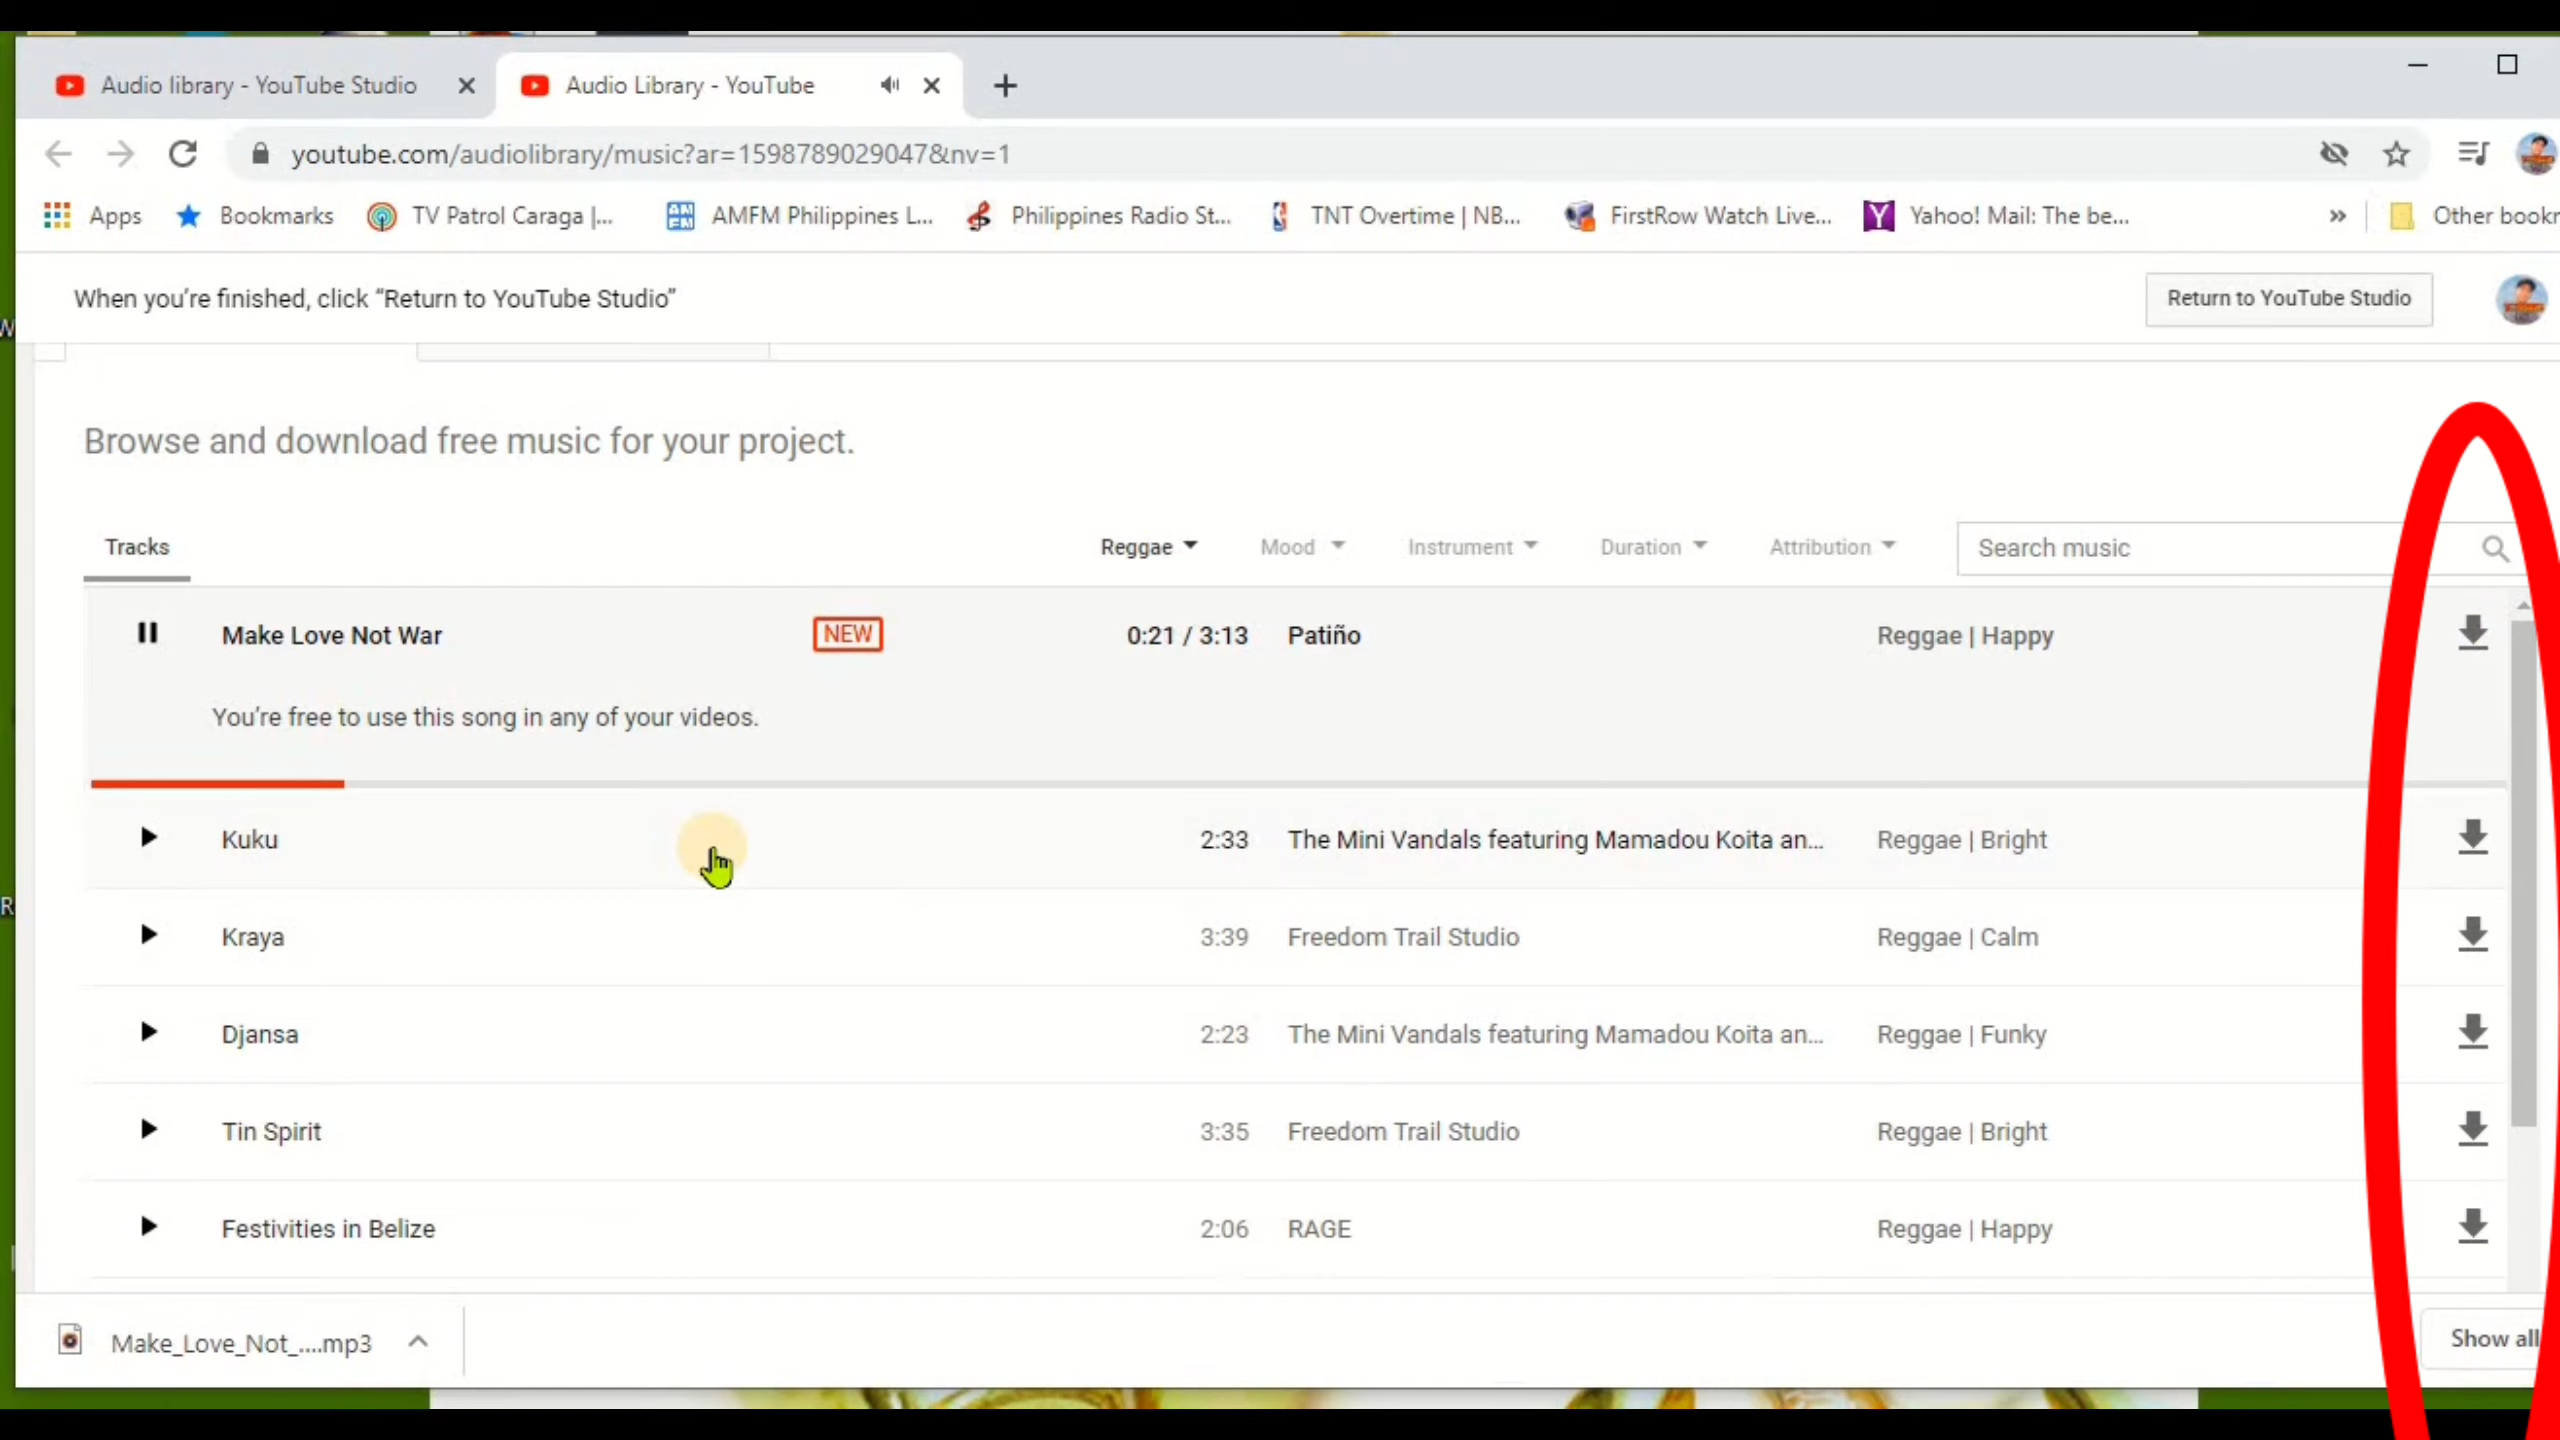 Audio library - YouTube Studio
Audio Library - YouTube
youtube.com/audiolibrary/music?ar=1598789029047&nv=1
Apps
Bookmarks
TV Patrol Caraga |...
AMFM Philippines L...
Philippines Radio St...
TNT Overtime | NB...
FirstRow Watch Live...
Yahoo! Mail: The be...
»
Other bookr
When you're finished, click “Return to YouTube Studio”
Return to YouTube Studio
Browse and download free music for your project.
Tracks
Reggae
Mood
Instrument
Duration
Attribution
Search music
Make Love Not War NEW 0:21 / 3:13 Patiño Reggae | Happy
You’re free to use this song in any of your videos.
Kuku 2:33 The Mini Vandals featuring Mamadou Koita an... Reggae | Bright
Kraya 3:39 Freedom Trail Studio Reggae | Calm
Djansa 2:23 The Mini Vandals featuring Mamadou Koita an... Reggae | Funky
Tin Spirit 3:35 Freedom Trail Studio Reggae | Bright
Festivities in Belize 2:06 RAGE Reggae | Happy
Make_Love_Not_....mp3
Show all